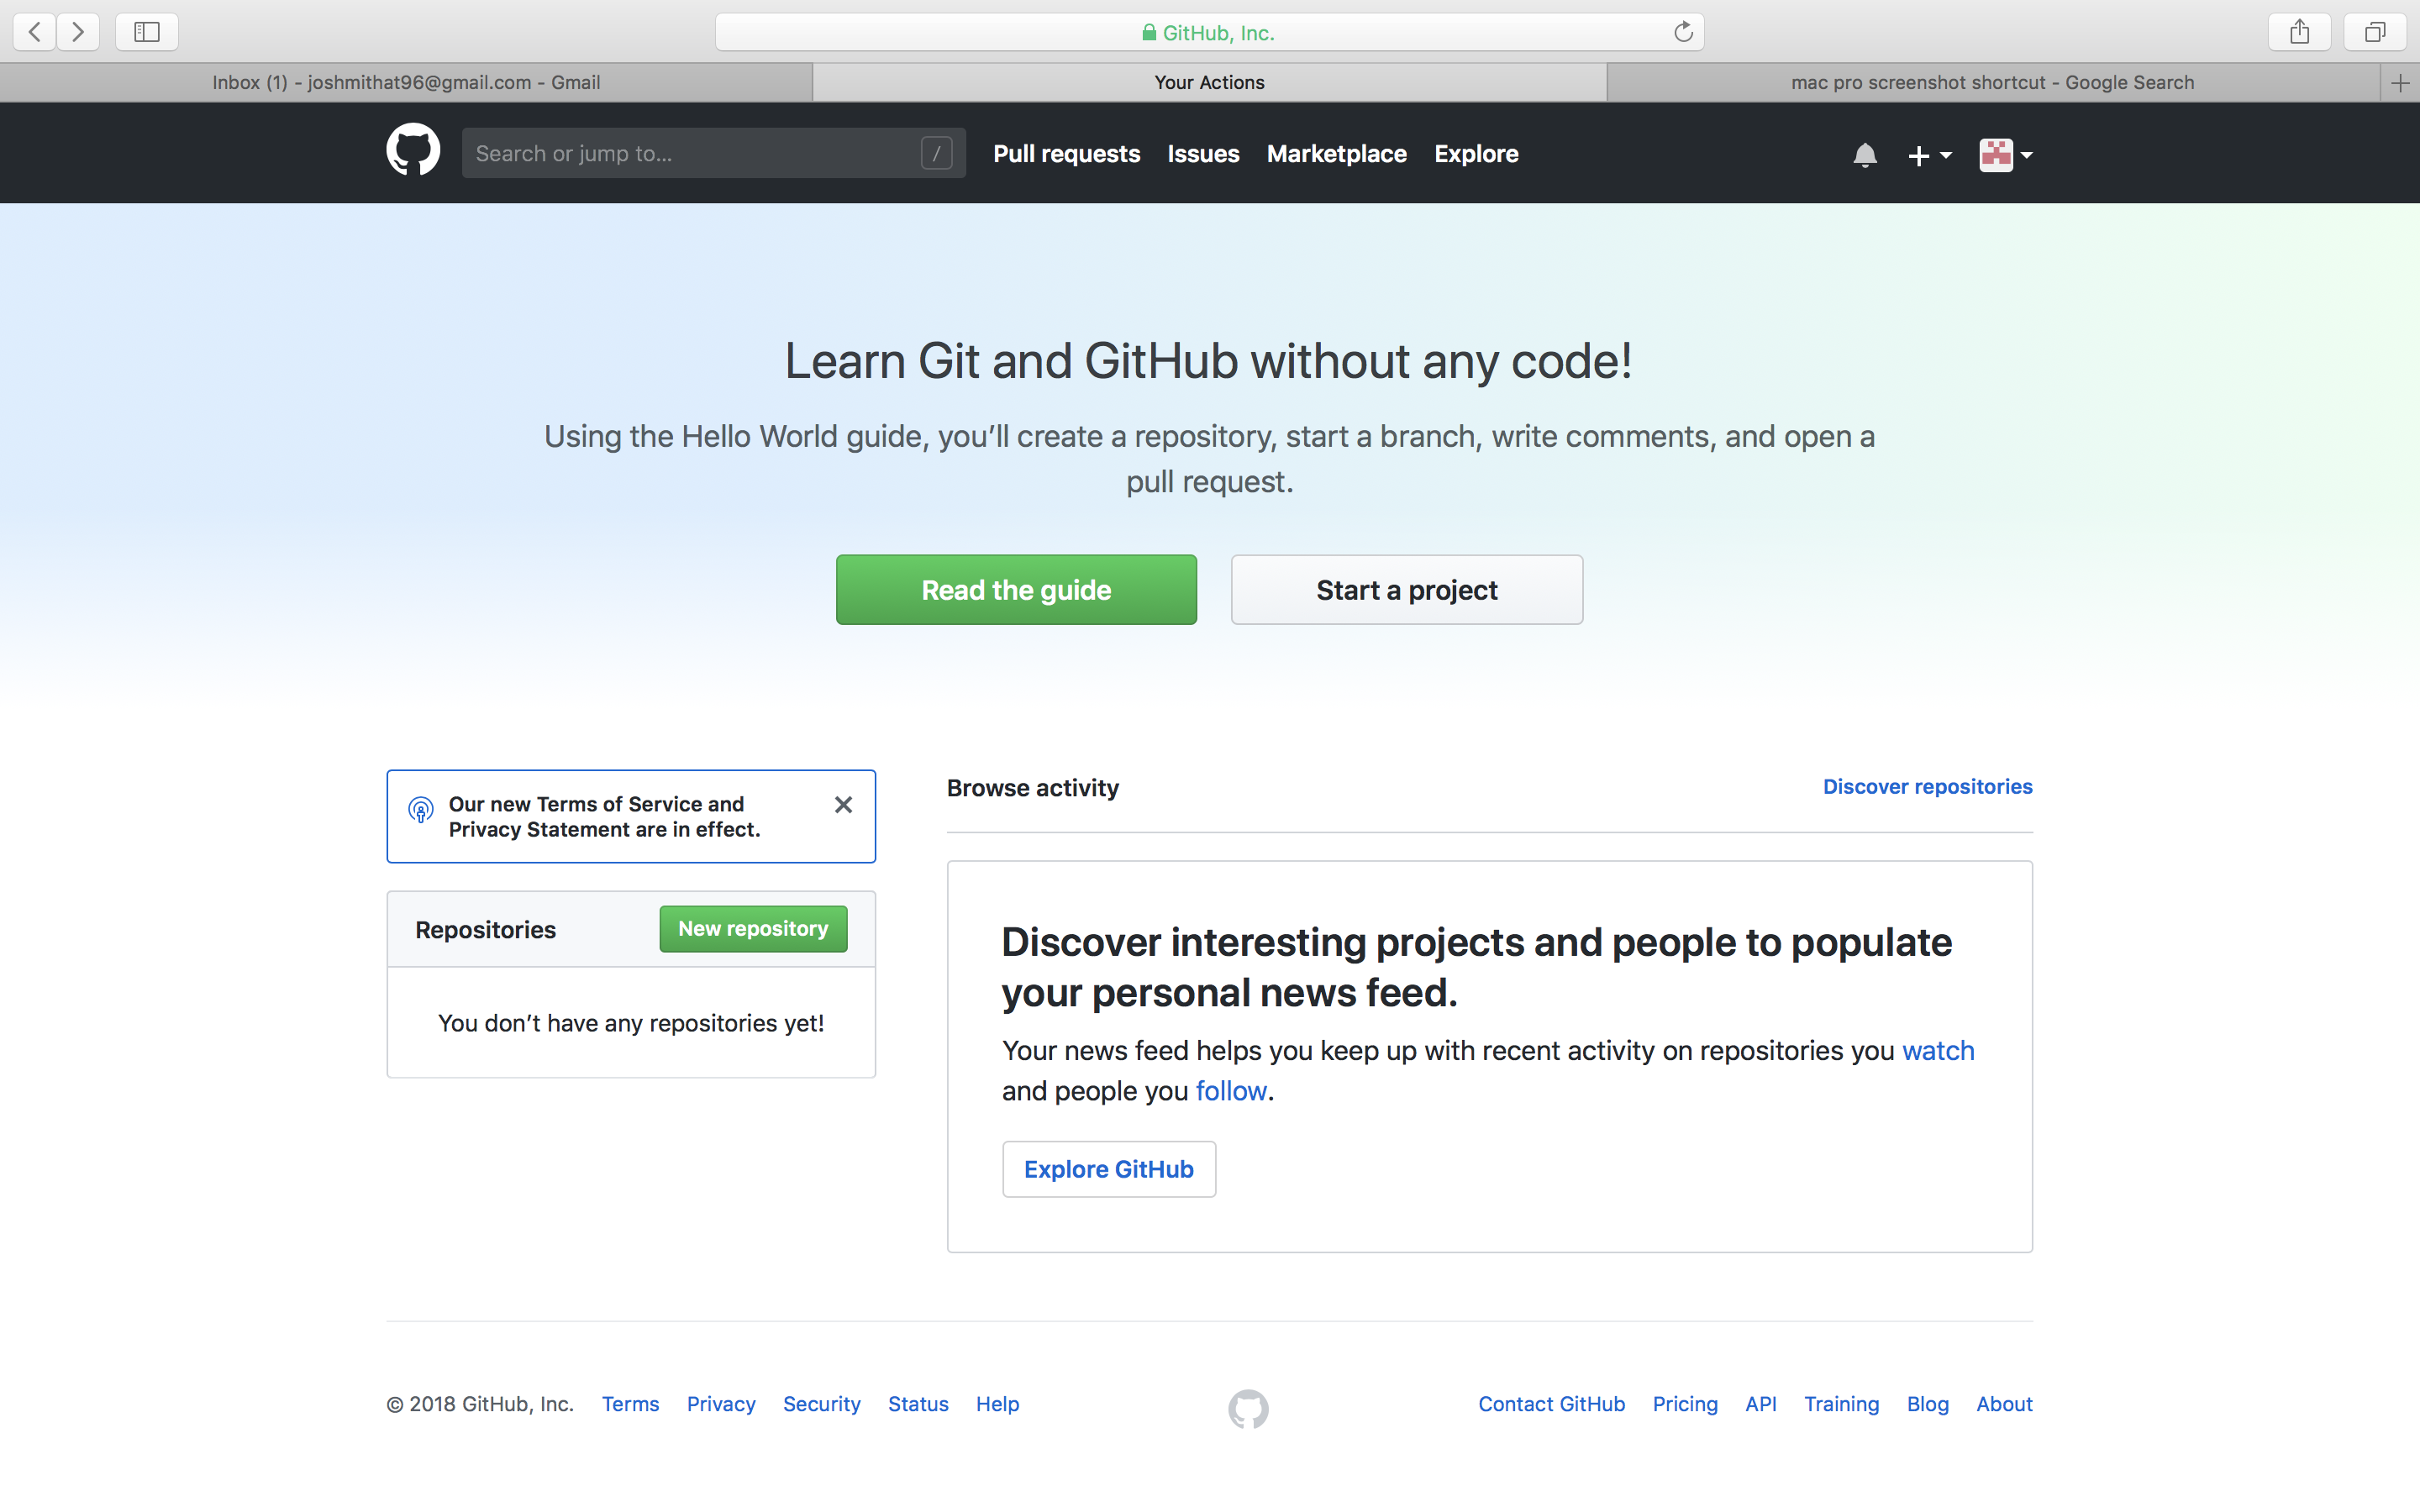 GitHub, Inc.
Inbox (1) - joshmithat96@gmail.com - Gmail
Your Actions
mac pro screenshot shortcut - Google Search
Search or jump to...
/
Pull requests
Issues
Marketplace
Explore
Learn Git and GitHub without any code!
Using the Hello World guide, you’ll create a repository, start a branch, write comments, and open a
pull request.
Read the guide
Start a project
Our new Terms of Service and
Privacy Statement are in effect.
Repositories
New repository
You don’t have any repositories yet!
Browse activity
Discover repositories
Discover interesting projects and people to populate
your personal news feed.
Your news feed helps you keep up with recent activity on repositories you watch
and people you follow.
Explore GitHub
© 2018 GitHub, Inc.
Terms
Privacy
Security
Status
Help
Contact GitHub
Pricing
API
Training
Blog
About